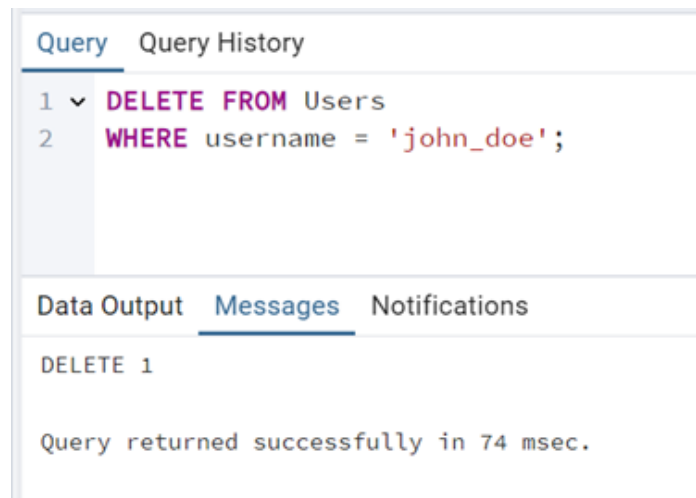 Query Query History
1 DELETE FROM Users
2 WHERE username = 'john_doe';
Data Output Messages Notifications
DELETE 1
Query returned successfully in 74 msec.